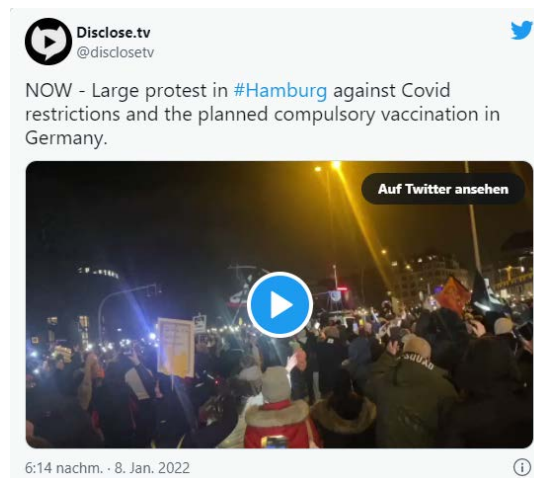 Disclose.tv
@disclosetv
NOW - Large protest in #Hamburg against Covid
restrictions and the planned compulsory vaccination in
Germany.
Auf Twitter ansehen
SQUAD
6:14 nachm. · 8. Jan. 2022